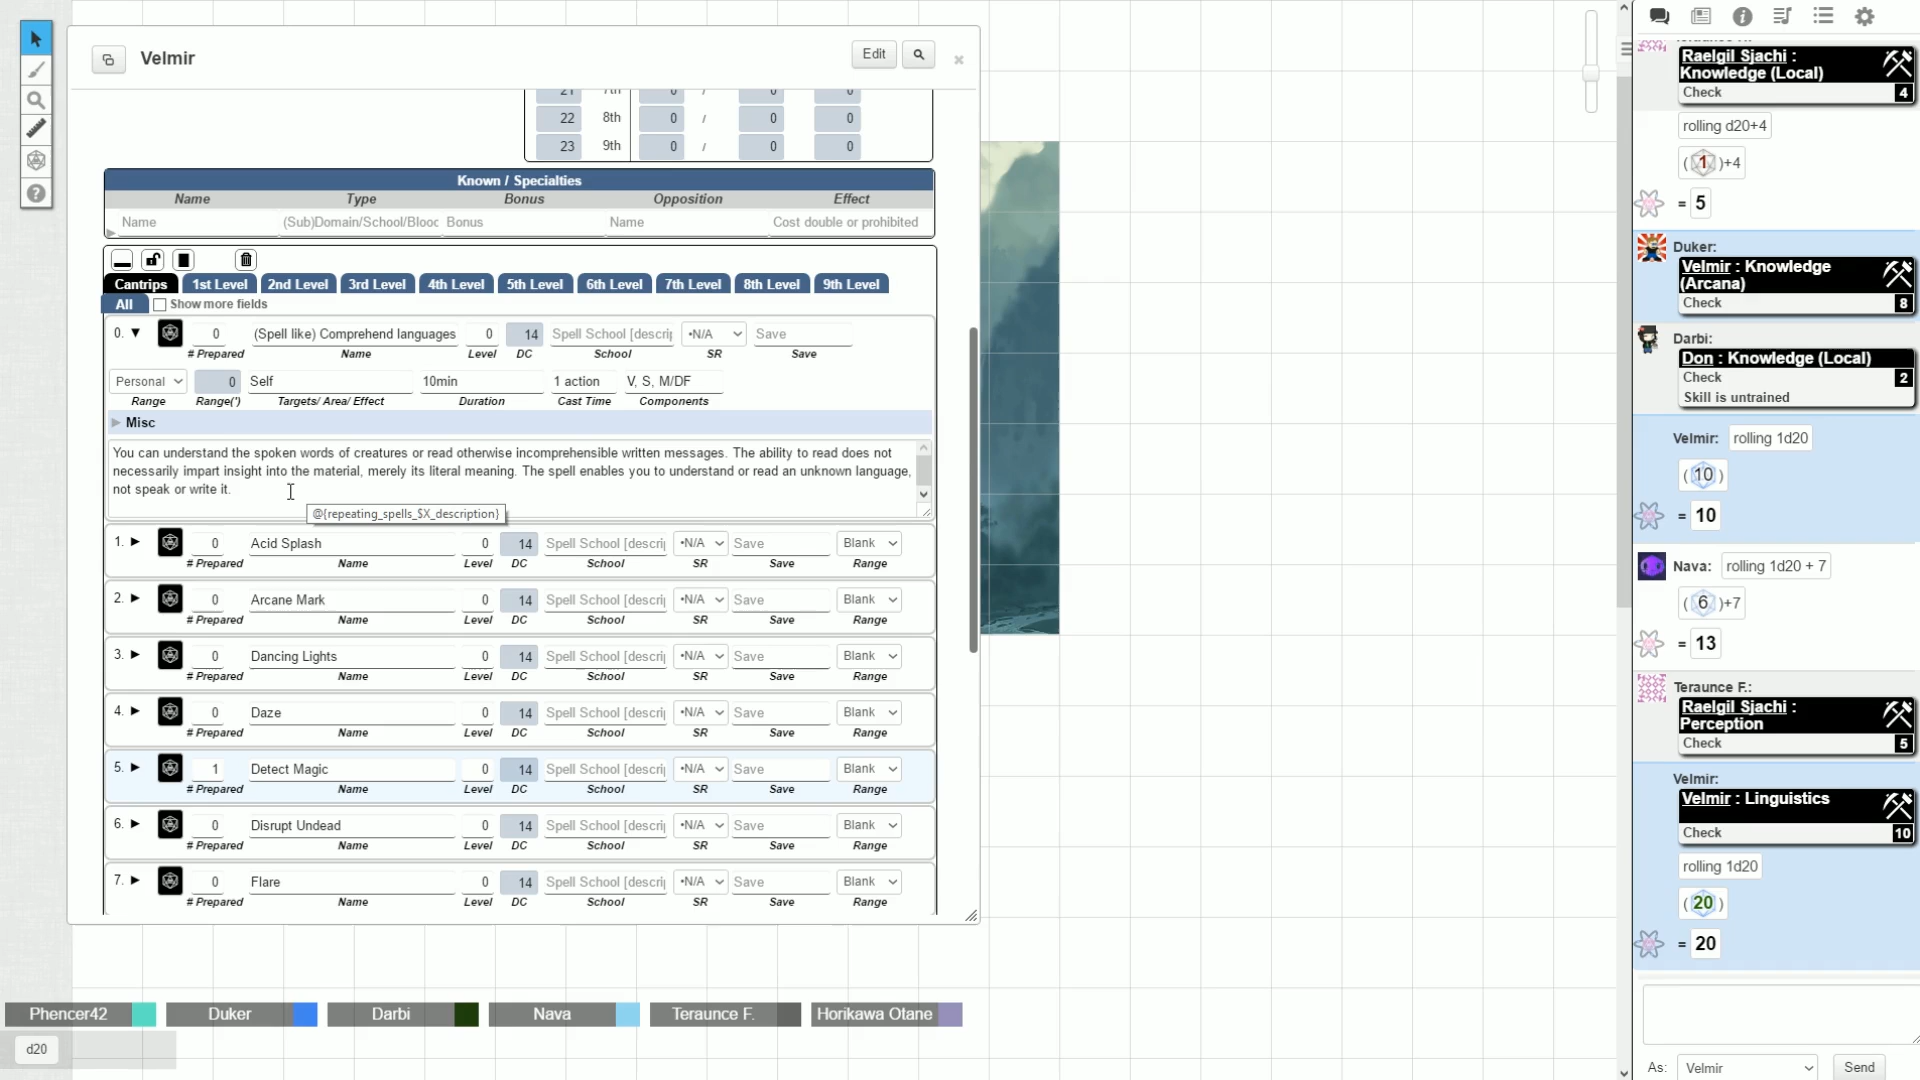 Velmir
Edit
×
21 7th 0 / 0 0
22 8th 0 / 0 0
23 9th 0 / 0 0
Known / Specialties
Name Type Bonus Opposition Effect
Name (Sub)Domain/School/Blooc Bonus Name Cost double or prohibited
Cantrips 1st Level 2nd Level 3rd Level 4th Level 5th Level 6th Level 7th Level 8th Level 9th Level
All Show more fields
0. 0 (Spell like) Comprehend languages 0 14 Spell School [descrip •N/A Save
# Prepared Name Level DC School SR Save
Personal 0 Self 10min 1 action V, S, M/DF
Range Range(') Targets/ Area/ Effect Duration Cast Time Components
Misc
You can understand the spoken words of creatures or read otherwise incomprehensible written messages. The ability to read does not
necessarily impart insight into the material, merely its literal meaning. The spell enables you to understand or read an unknown language,
not speak or write it.
@{repeating_spells_$X_description}
1. 0 Acid Splash 0 14 Spell School [descrip •N/A Save Blank
# Prepared Name Level DC School SR Save Range
2. 0 Arcane Mark 0 14 Spell School [descrip •N/A Save Blank
# Prepared Name Level DC School SR Save Range
3. 0 Dancing Lights 0 14 Spell School [descrip •N/A Save Blank
# Prepared Name Level DC School SR Save Range
4. 0 Daze 0 14 Spell School [descrip •N/A Save Blank
# Prepared Name Level DC School SR Save Range
5. 1 Detect Magic 0 14 Spell School [descrip •N/A Save Blank
# Prepared Name Level DC School SR Save Range
6. 0 Disrupt Undead 0 14 Spell School [descrip •N/A Save Blank
# Prepared Name Level DC School SR Save Range
7. 0 Flare 0 14 Spell School [descrip •N/A Save Blank
# Prepared Name Level DC School SR Save Range
Phencer42 Duker Darbi Nava Teraunce F. Horikawa Otane
d20
Raelgil Sjachi :
Knowledge (Local)
Check 4
rolling d20+4
(1)+4
= 5
Duker:
Velmir : Knowledge
(Arcana)
Check 8
Darbi:
Don : Knowledge (Local)
Check 2
Skill is untrained
Velmir: rolling 1d20
(10)
= 10
Nava: rolling 1d20 + 7
(6)+7
= 13
Teraunce F.:
Raelgil Sjachi :
Perception
Check 5
Velmir:
Velmir : Linguistics
Check 10
rolling 1d20
(20)
= 20
As: Velmir Send